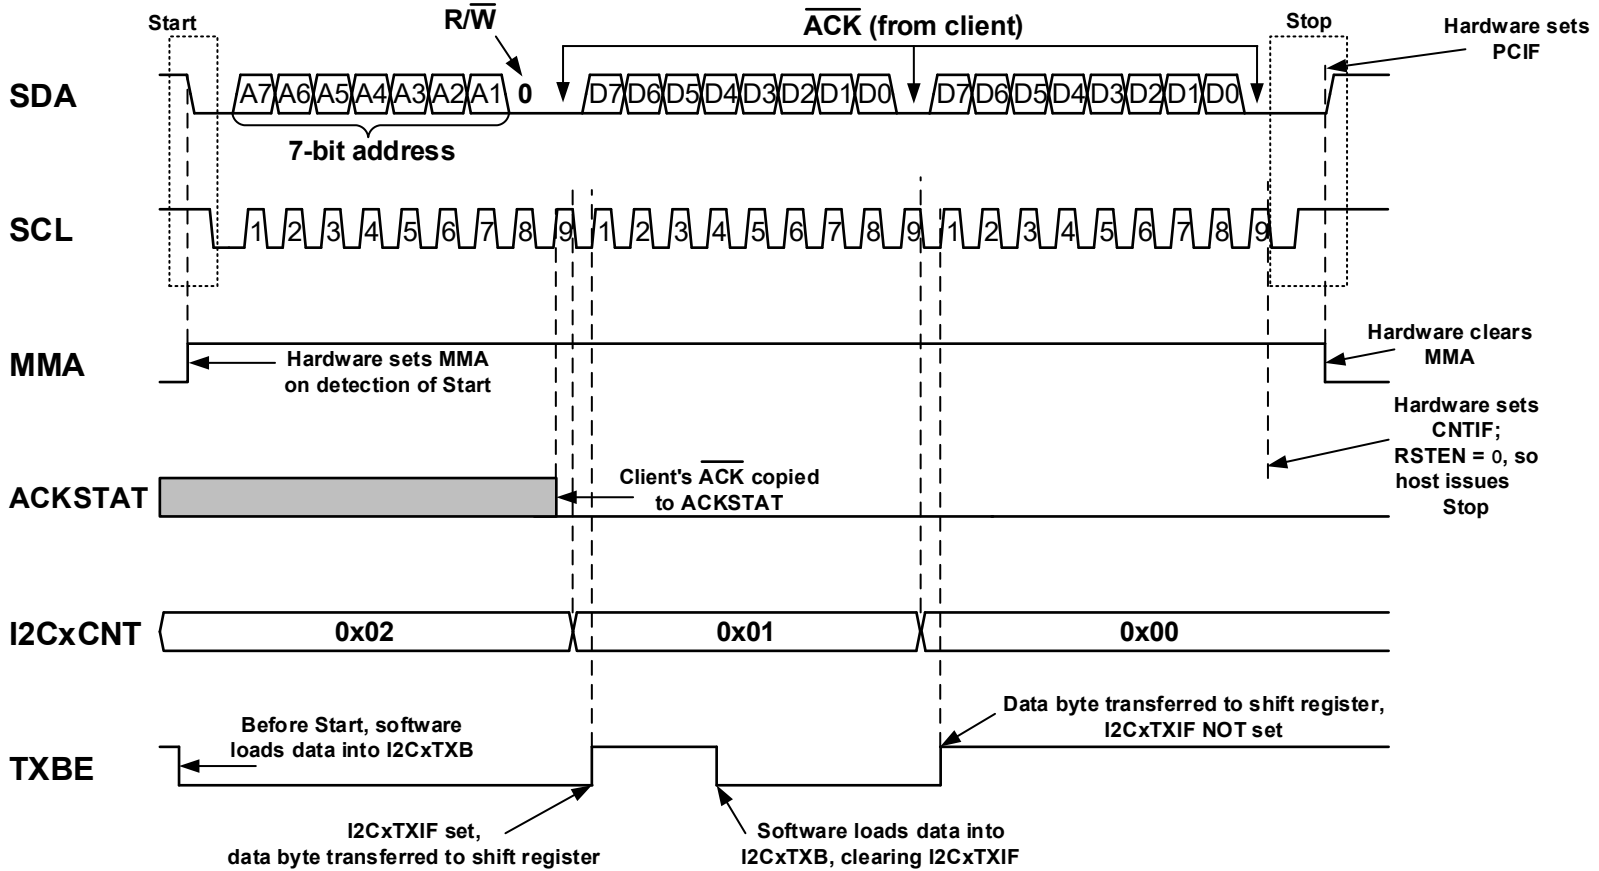 Start
R/W
ACK (from client)
Stop
Hardware sets
PCIF
SDA
A7 A6 A5 A4 A3 A2 A1 0 D7 D6 D5 D4 D3 D2 D1 D0 D7 D6 D5 D4 D3 D2 D1 D0
7-bit address
SCL
1 2 3 4 5 6 7 8 9 1 2 3 4 5 6 7 8 9 1 2 3 4 5 6 7 8 9
MMA
Hardware sets MMA
on detection of Start
Hardware clears
MMA
Hardware sets
CNTIF;
RSTEN = 0, so
host issues
Stop
ACKSTAT
Client's ACK copied
to ACKSTAT
I2CxCNT
0x02 0x01 0x00
TXBE
Before Start, software
loads data into I2CxTXB
Data byte transferred to shift register,
I2CxTXIF NOT set
I2CxTXIF set,
data byte transferred to shift register
Software loads data into
I2CxTXB, clearing I2CxTXIF